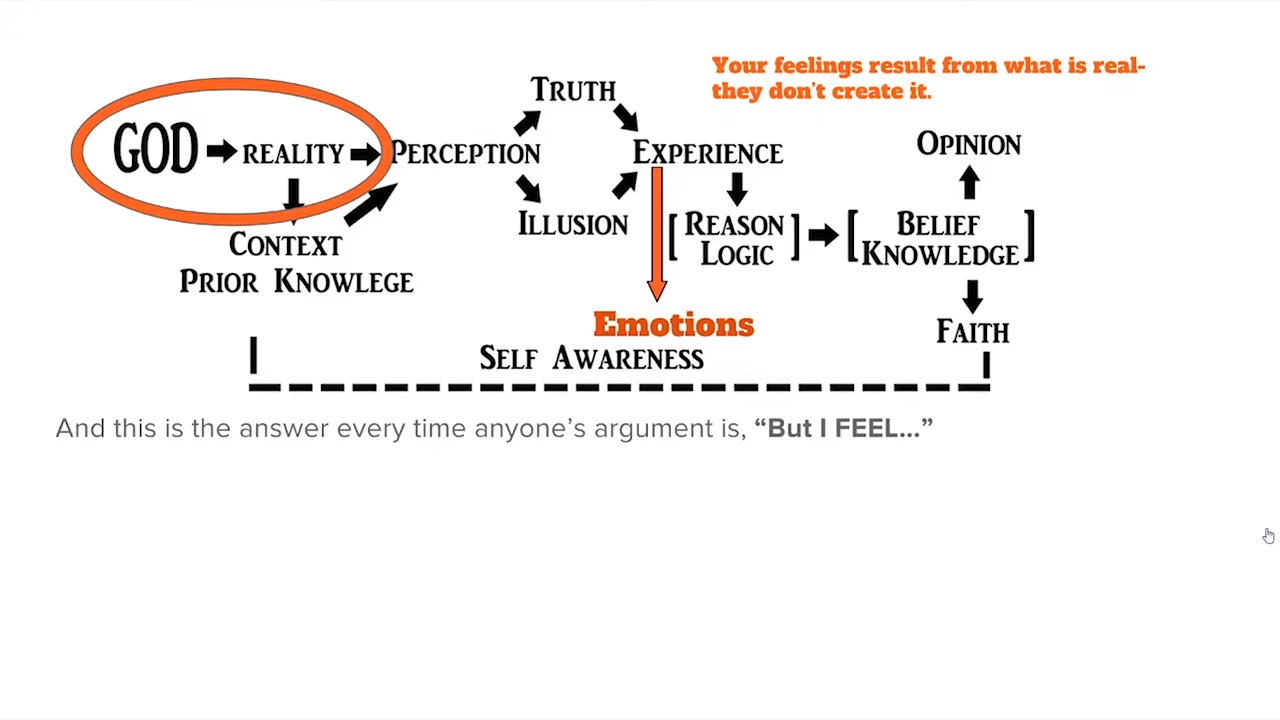 Your feelings result from what is real-
they don't create it.
TRUTH
GOD
REALITY
PERCEPTION
EXPERIENCE
OPINION
ILLUSION
[REASON
LOGIC]
[BELIEF
KNOWLEDGE]
CONTEXT
PRIOR KNOWLEGE
Emotions
FAITH
SELF AWARENESS
And this is the answer every time anyone's argument is, “But I FEEL...”